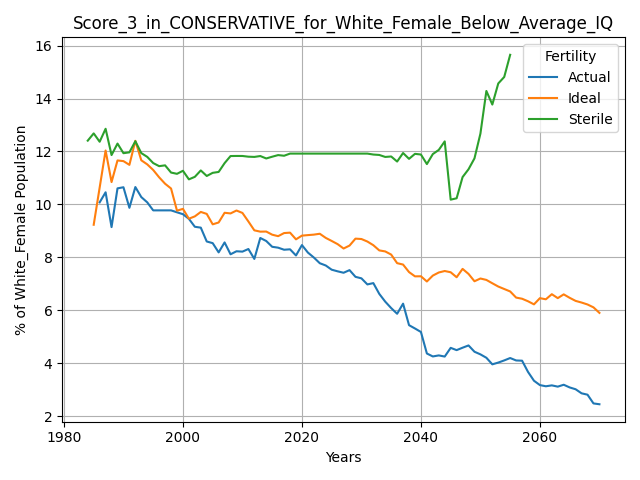 Score_3_in_CONSERVATIVE_for_White_Female_Below_Average_IQ
Fertility
Actual
Ideal
Sterile
% of White_Female Population
16
14
12
10
8
6
4
2
1980
2000
2020
2040
2060
Years